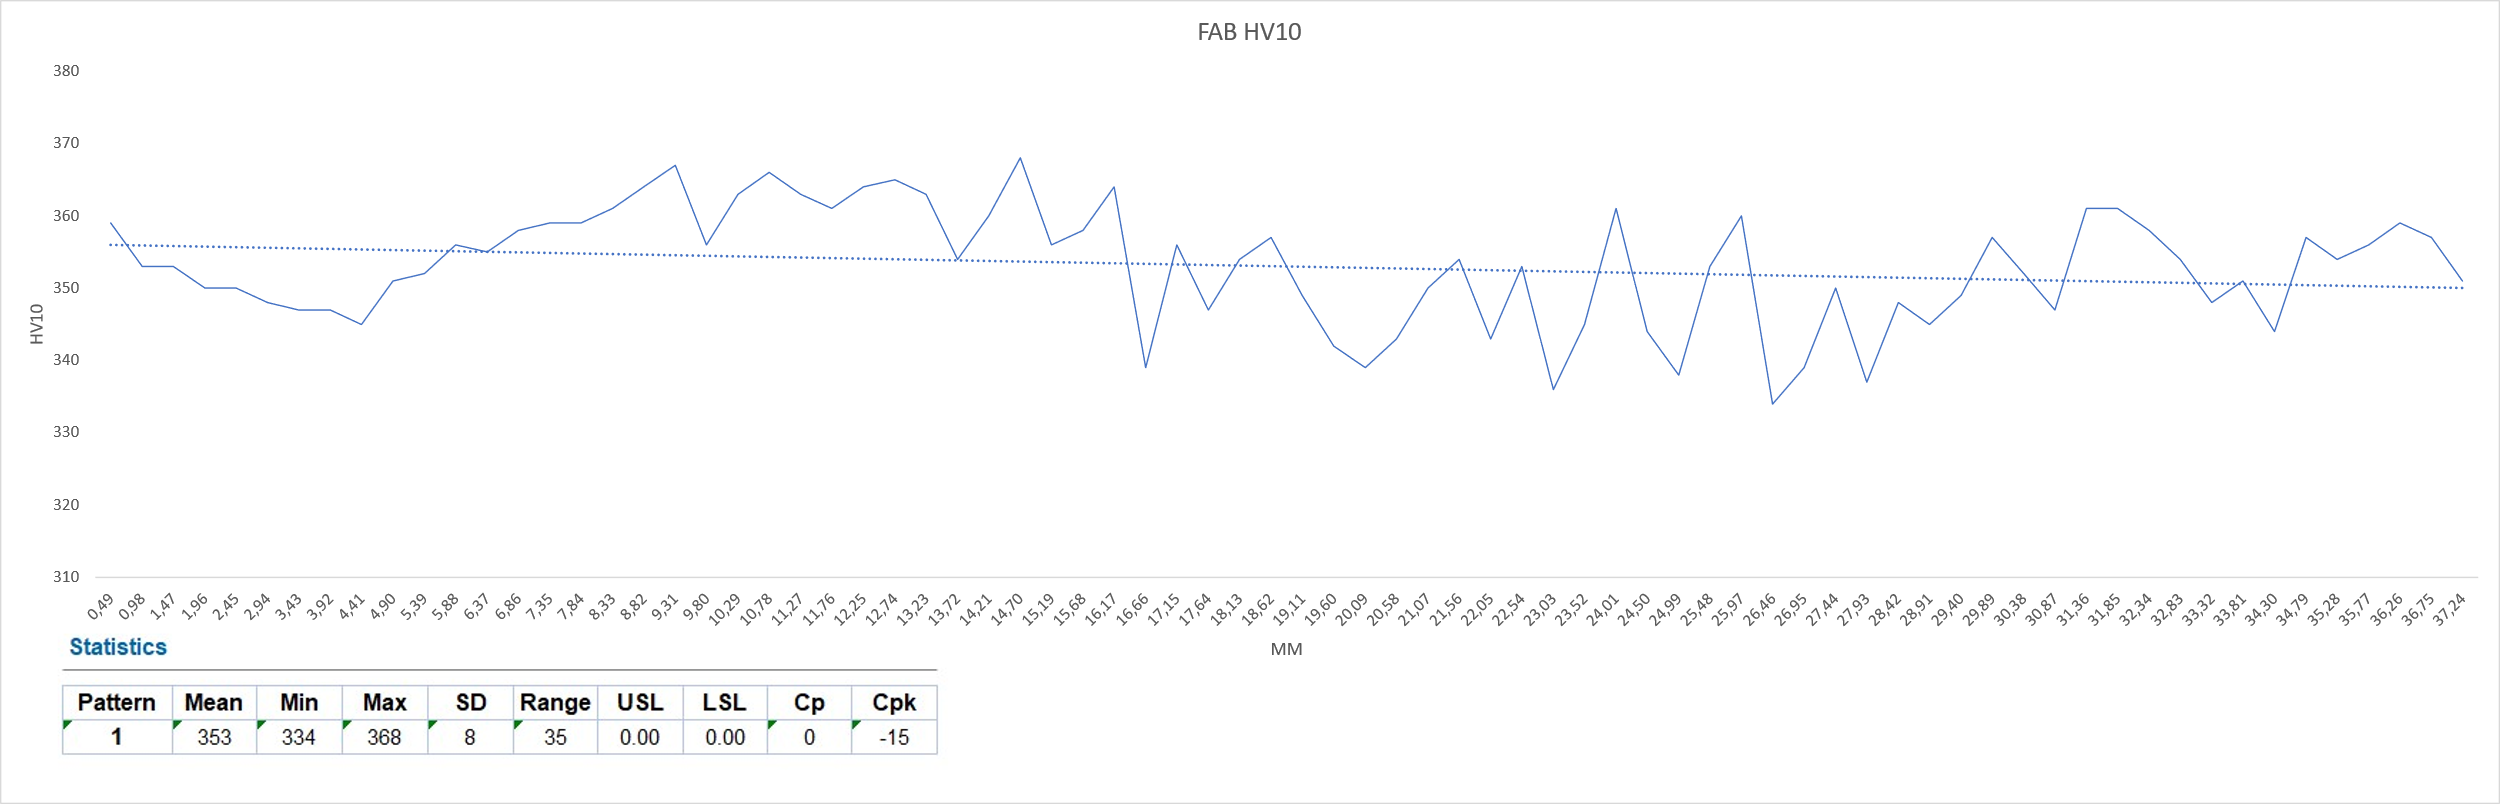 FAB HV10
380
370
360
350
340
330
320
310
HV10
0,49 0,98 1,47 1,96 2,45 2,94 3,43 3,92 4,41 4,90 5,39 5,88 6,37 6,86 7,35 7,84 8,33 8,82 9,31 9,80 10,29 10,78 11,27 11,76 12,25 12,74 13,23 13,72 14,21 14,70 15,19 15,68 16,17 16,66 17,15 17,64 18,13 18,62 19,11 19,60 20,09 20,58 21,07 21,56 22,05 22,54 23,03 23,52 24,01 24,50 24,99 25,48 25,97 26,46 26,95 27,44 27,93 28,42 28,91 29,40 29,89 30,38 30,87 31,36 31,85 32,34 32,83 33,32 33,81 34,30 34,79 35,28 35,77 36,26 36,75 37,24
MM
Statistics
Pattern Mean Min Max SD Range USL LSL Cp Cpk
1 353 334 368 8 35 0.00 0.00 0 -15